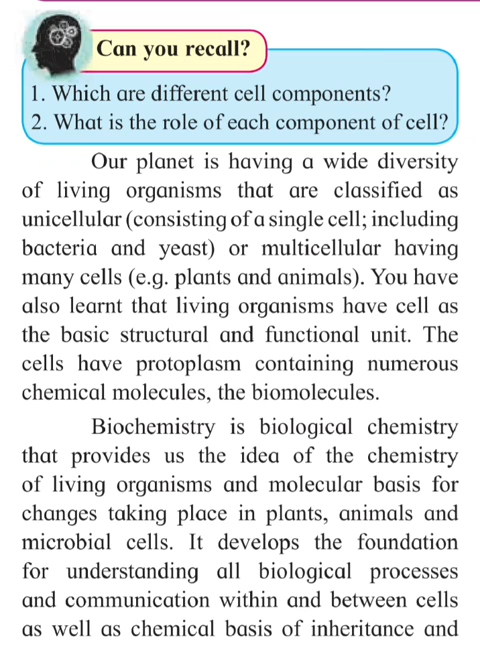 Can you recall?
1. Which are different cell components?
2. What is the role of each component of cell?
Our planet is having a wide diversity
of living organisms that are classified as
unicellular (consisting of a single cell; including
bacteria and yeast) or multicellular having
many cells (e.g. plants and animals). You have
also learnt that living organisms have cell as
the basic structural and functional unit. The
cells have protoplasm containing numerous
chemical molecules, the biomolecules.
Biochemistry is biological chemistry
that provides us the idea of the chemistry
of living organisms and molecular basis for
changes taking place in plants, animals and
microbial cells. It develops the foundation
for understanding all biological processes
and communication within and between cells
as well as chemical basis of inheritance and